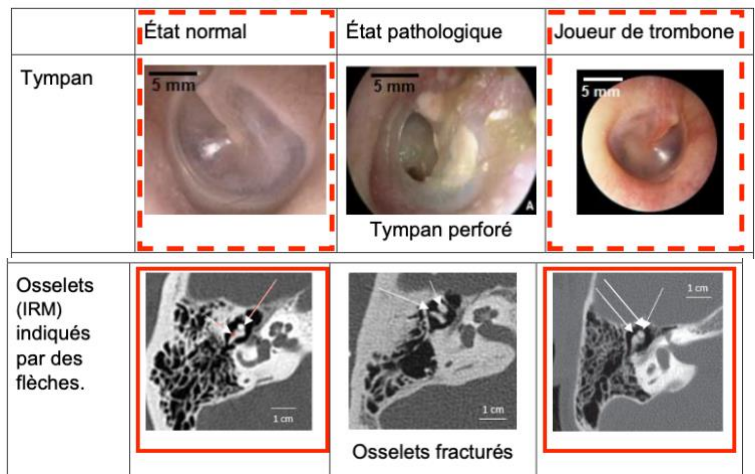 État normal
État pathologique
Joueur de trombone
Tympan
5 mm
5 mm
5 mm
A
Tympan perforé
Osselets
(IRM)
indiqués
par des
flèches.
1 cm
1 cm
1 cm
Osselets fracturés